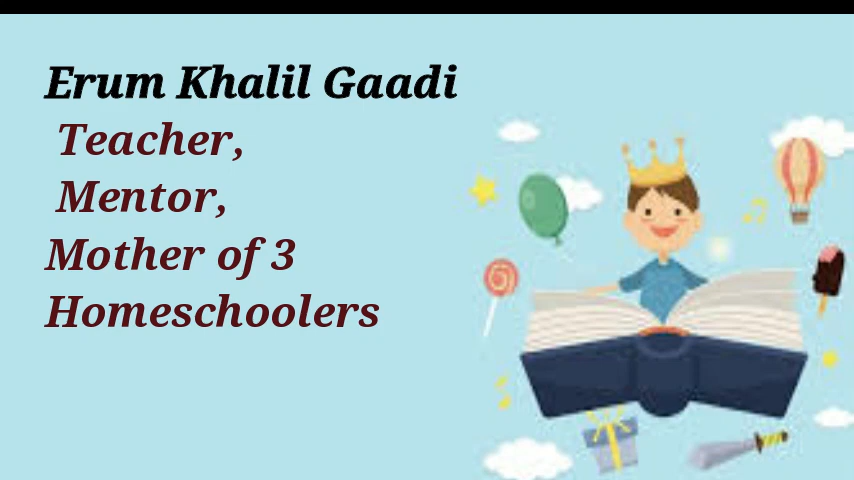 Erum Khalil Gaadi
Teacher,
Mentor,
Mother of 3
Homeschoolers